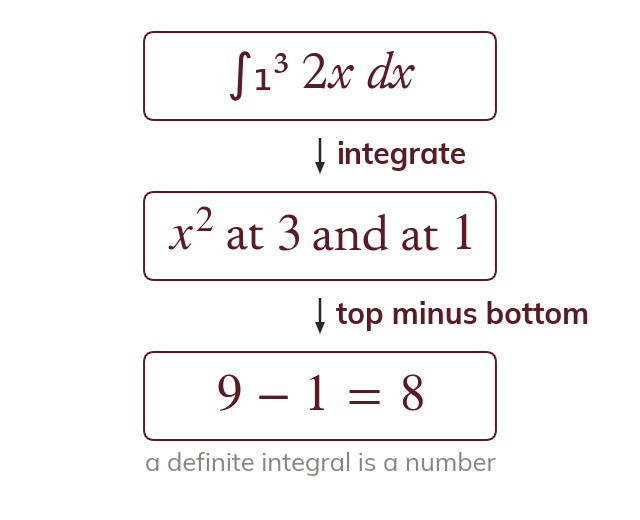 ∫₁³ 2x dx
integrate
x² at 3 and at 1
top minus bottom
9 − 1 = 8
a definite integral is a number